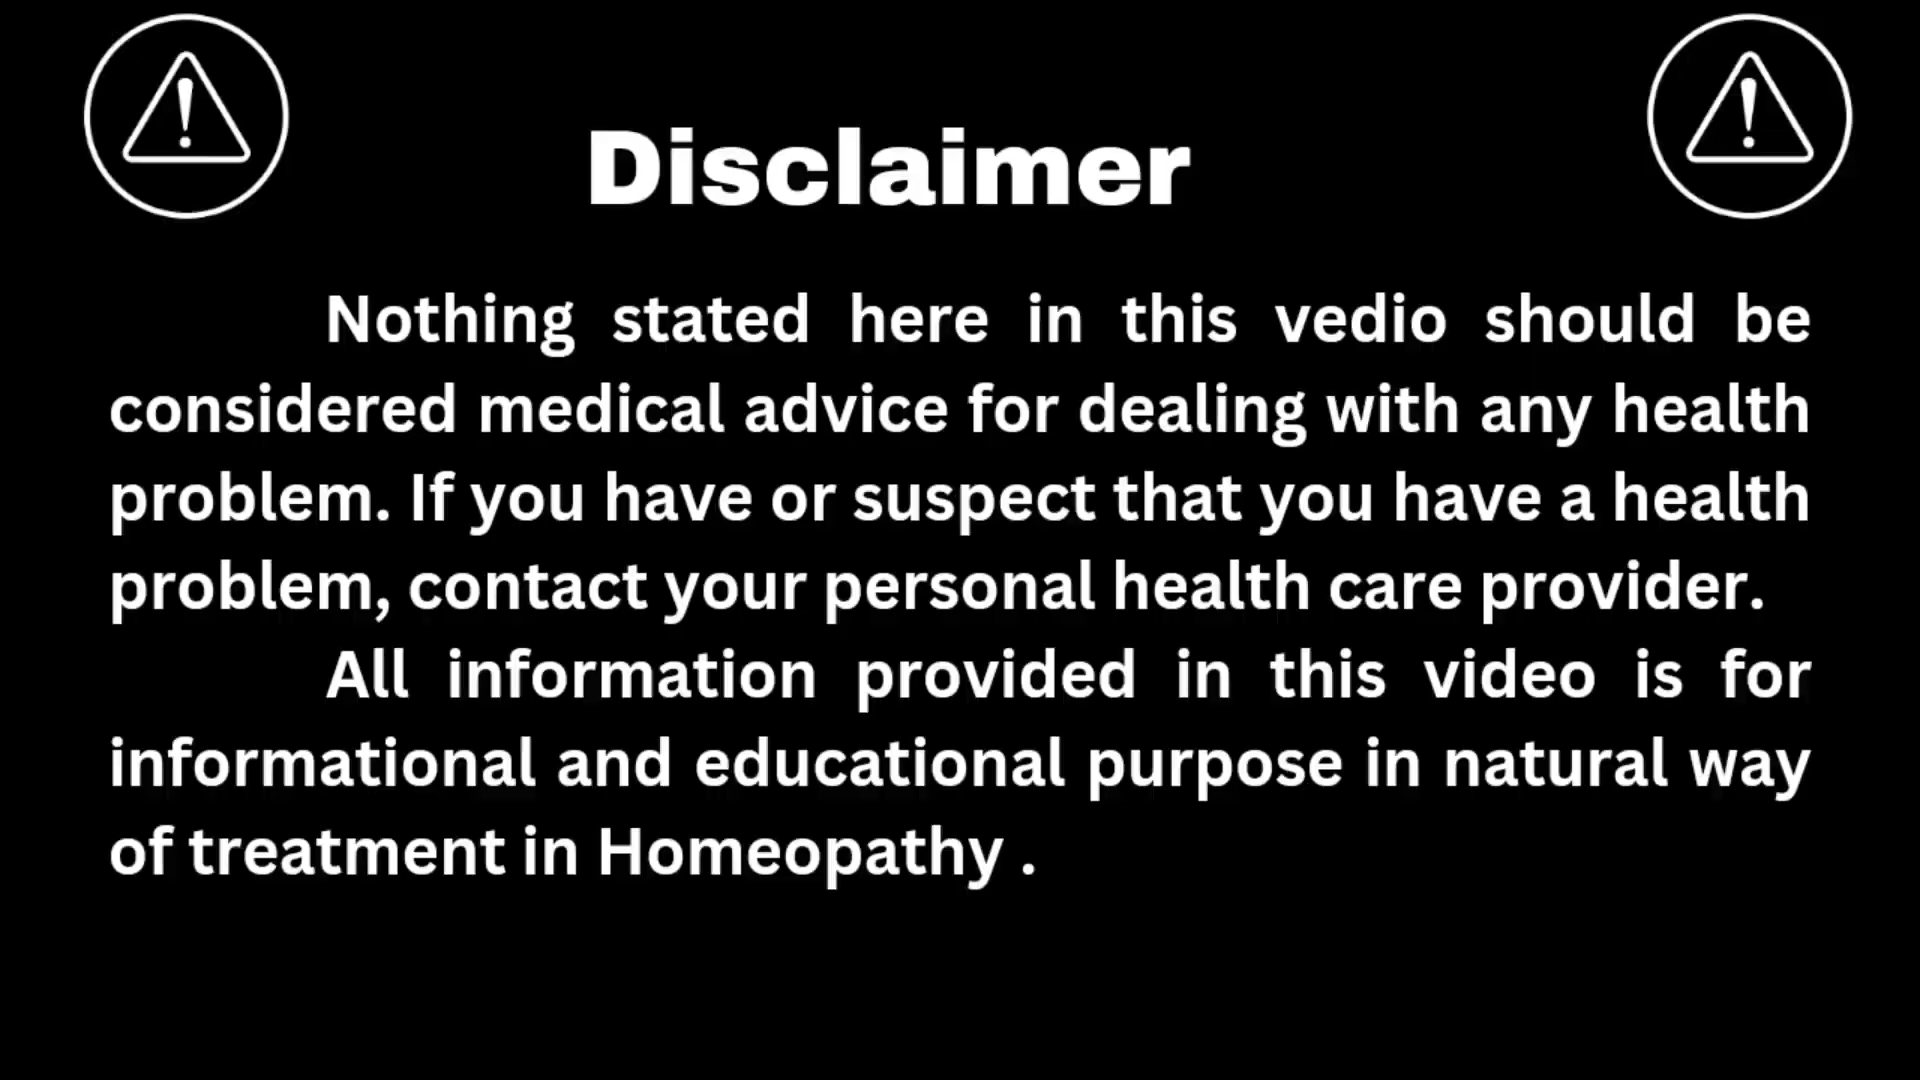 Disclaimer
Nothing stated here in this vedio should be
considered medical advice for dealing with any health
problem. If you have or suspect that you have a health
problem, contact your personal health care provider.
All information provided in this video is for
informational and educational purpose in natural way
of treatment in Homeopathy .